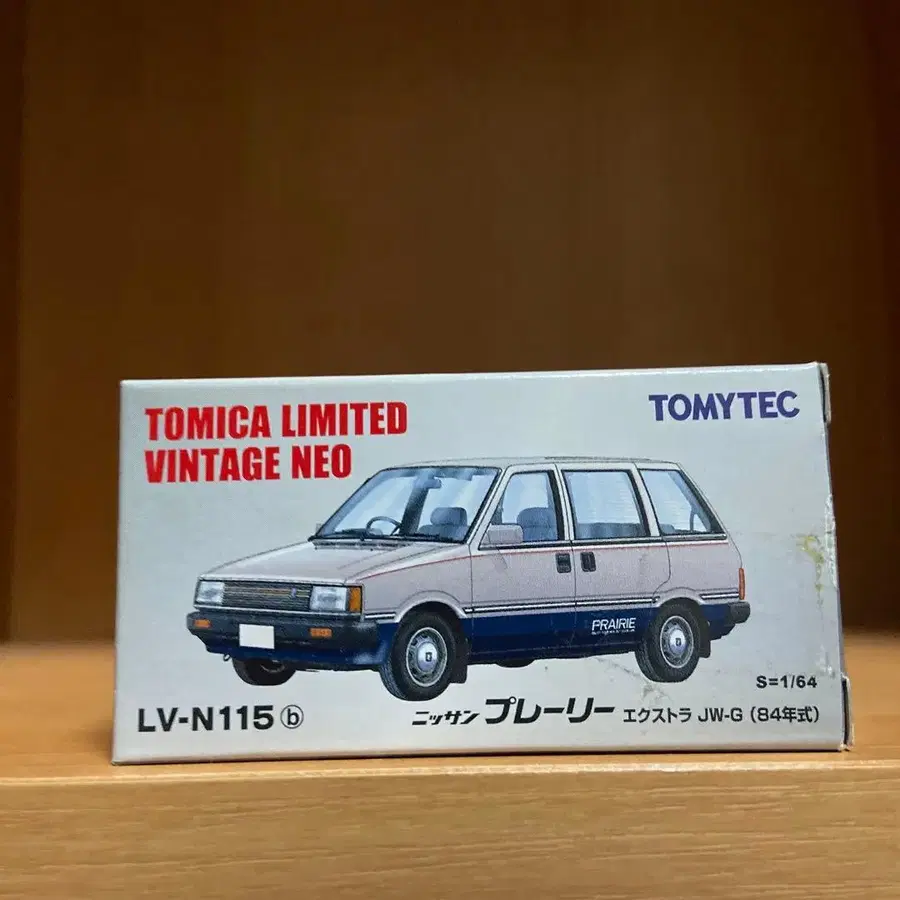 TOMICA LIMITED
VINTAGE NEO
TOMYTEC
PRAIRIE
S=1/64
LV-N115 ⓑ
ニッサン プレーリー エクストラ JW-G (84年式)